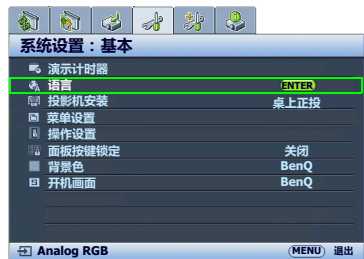 系统设置：基本
演示计时器
语言 ENTER
投影机安装 桌上正投
菜单设置
操作设置
面板按键锁定 关闭
背景色 BenQ
开机画面 BenQ
Analog RGB MENU 退出